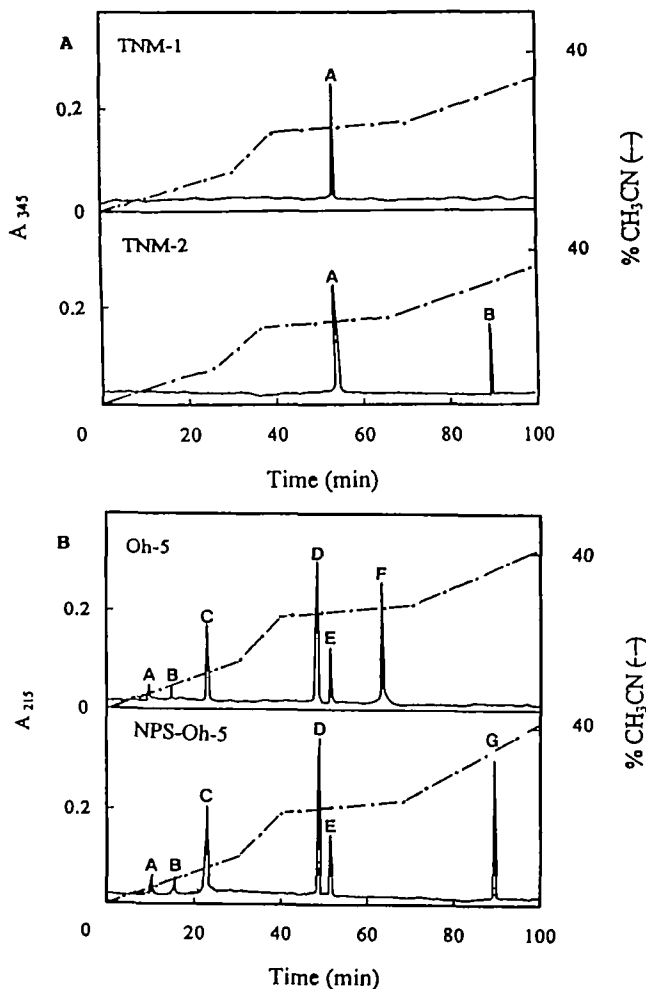 A
TNM-1
A
40
0,2
0
TNM-2
A
B
40
0.2
A 345
% CH₃CN (---)
0 20 40 60 80 100
Time (min)
B
Oh-5
A B C D E F
40
0.2
0
NPS-Oh-5
A B C D E G
40
0.2
A 215
% CH₃CN (---)
0 20 40 60 80 100
Time (min)